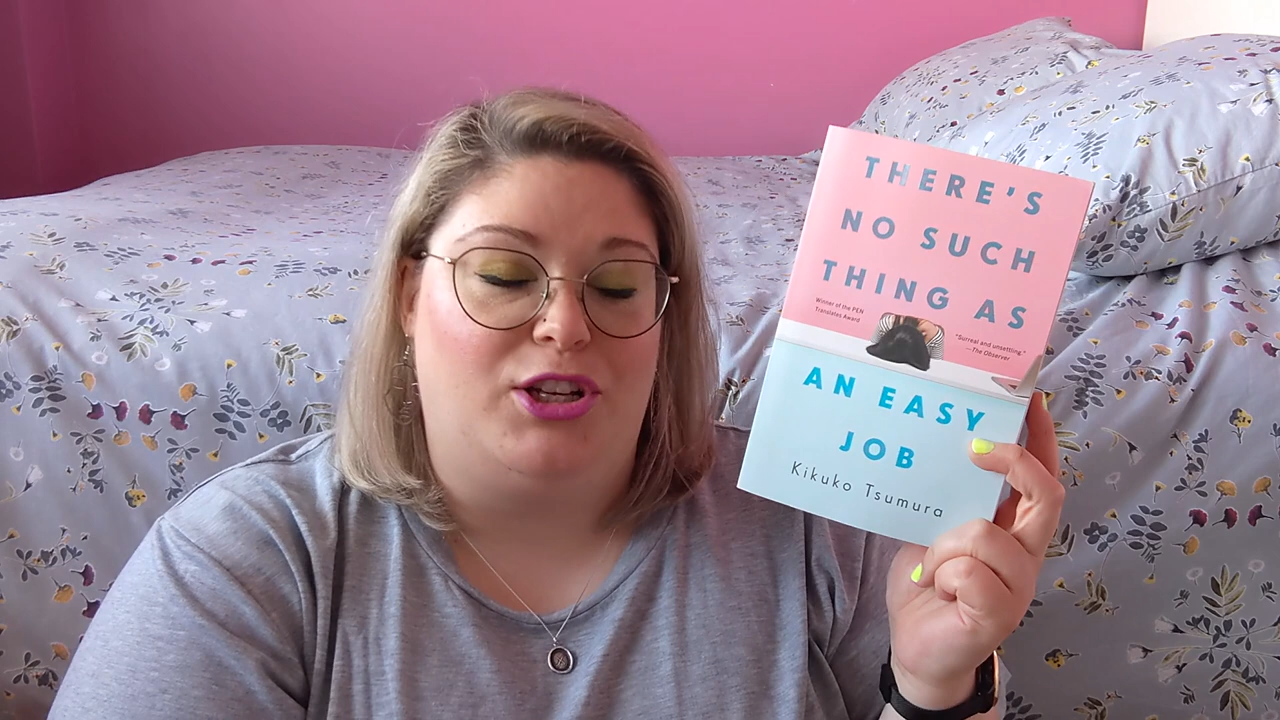 THERE'S
NO SUCH
THING AS
Winner of the PEN
Translates Award
"Surreal and unsettling."
—The Observer
AN EASY
JOB
Kikuko Tsumura